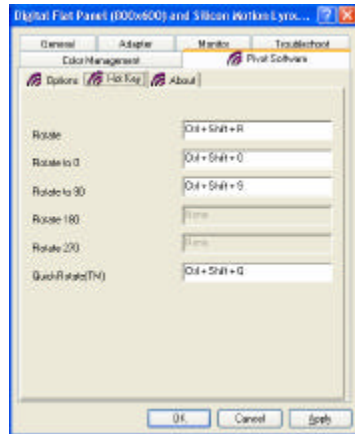 Digital Flat Panel (800x600) and Silicon Motion Lynx...
General Adapter Monitor Troubleshoot
Color Management Pivot Software
Options Hot Key About
Rotate Ctrl + Shift + R
Rotate to 0 Ctrl + Shift + 0
Rotate to 90 Ctrl + Shift + 9
Rotate 180 None
Rotate 270 None
QuickRotate(TM) Ctrl + Shift + Q
OK Cancel Apply